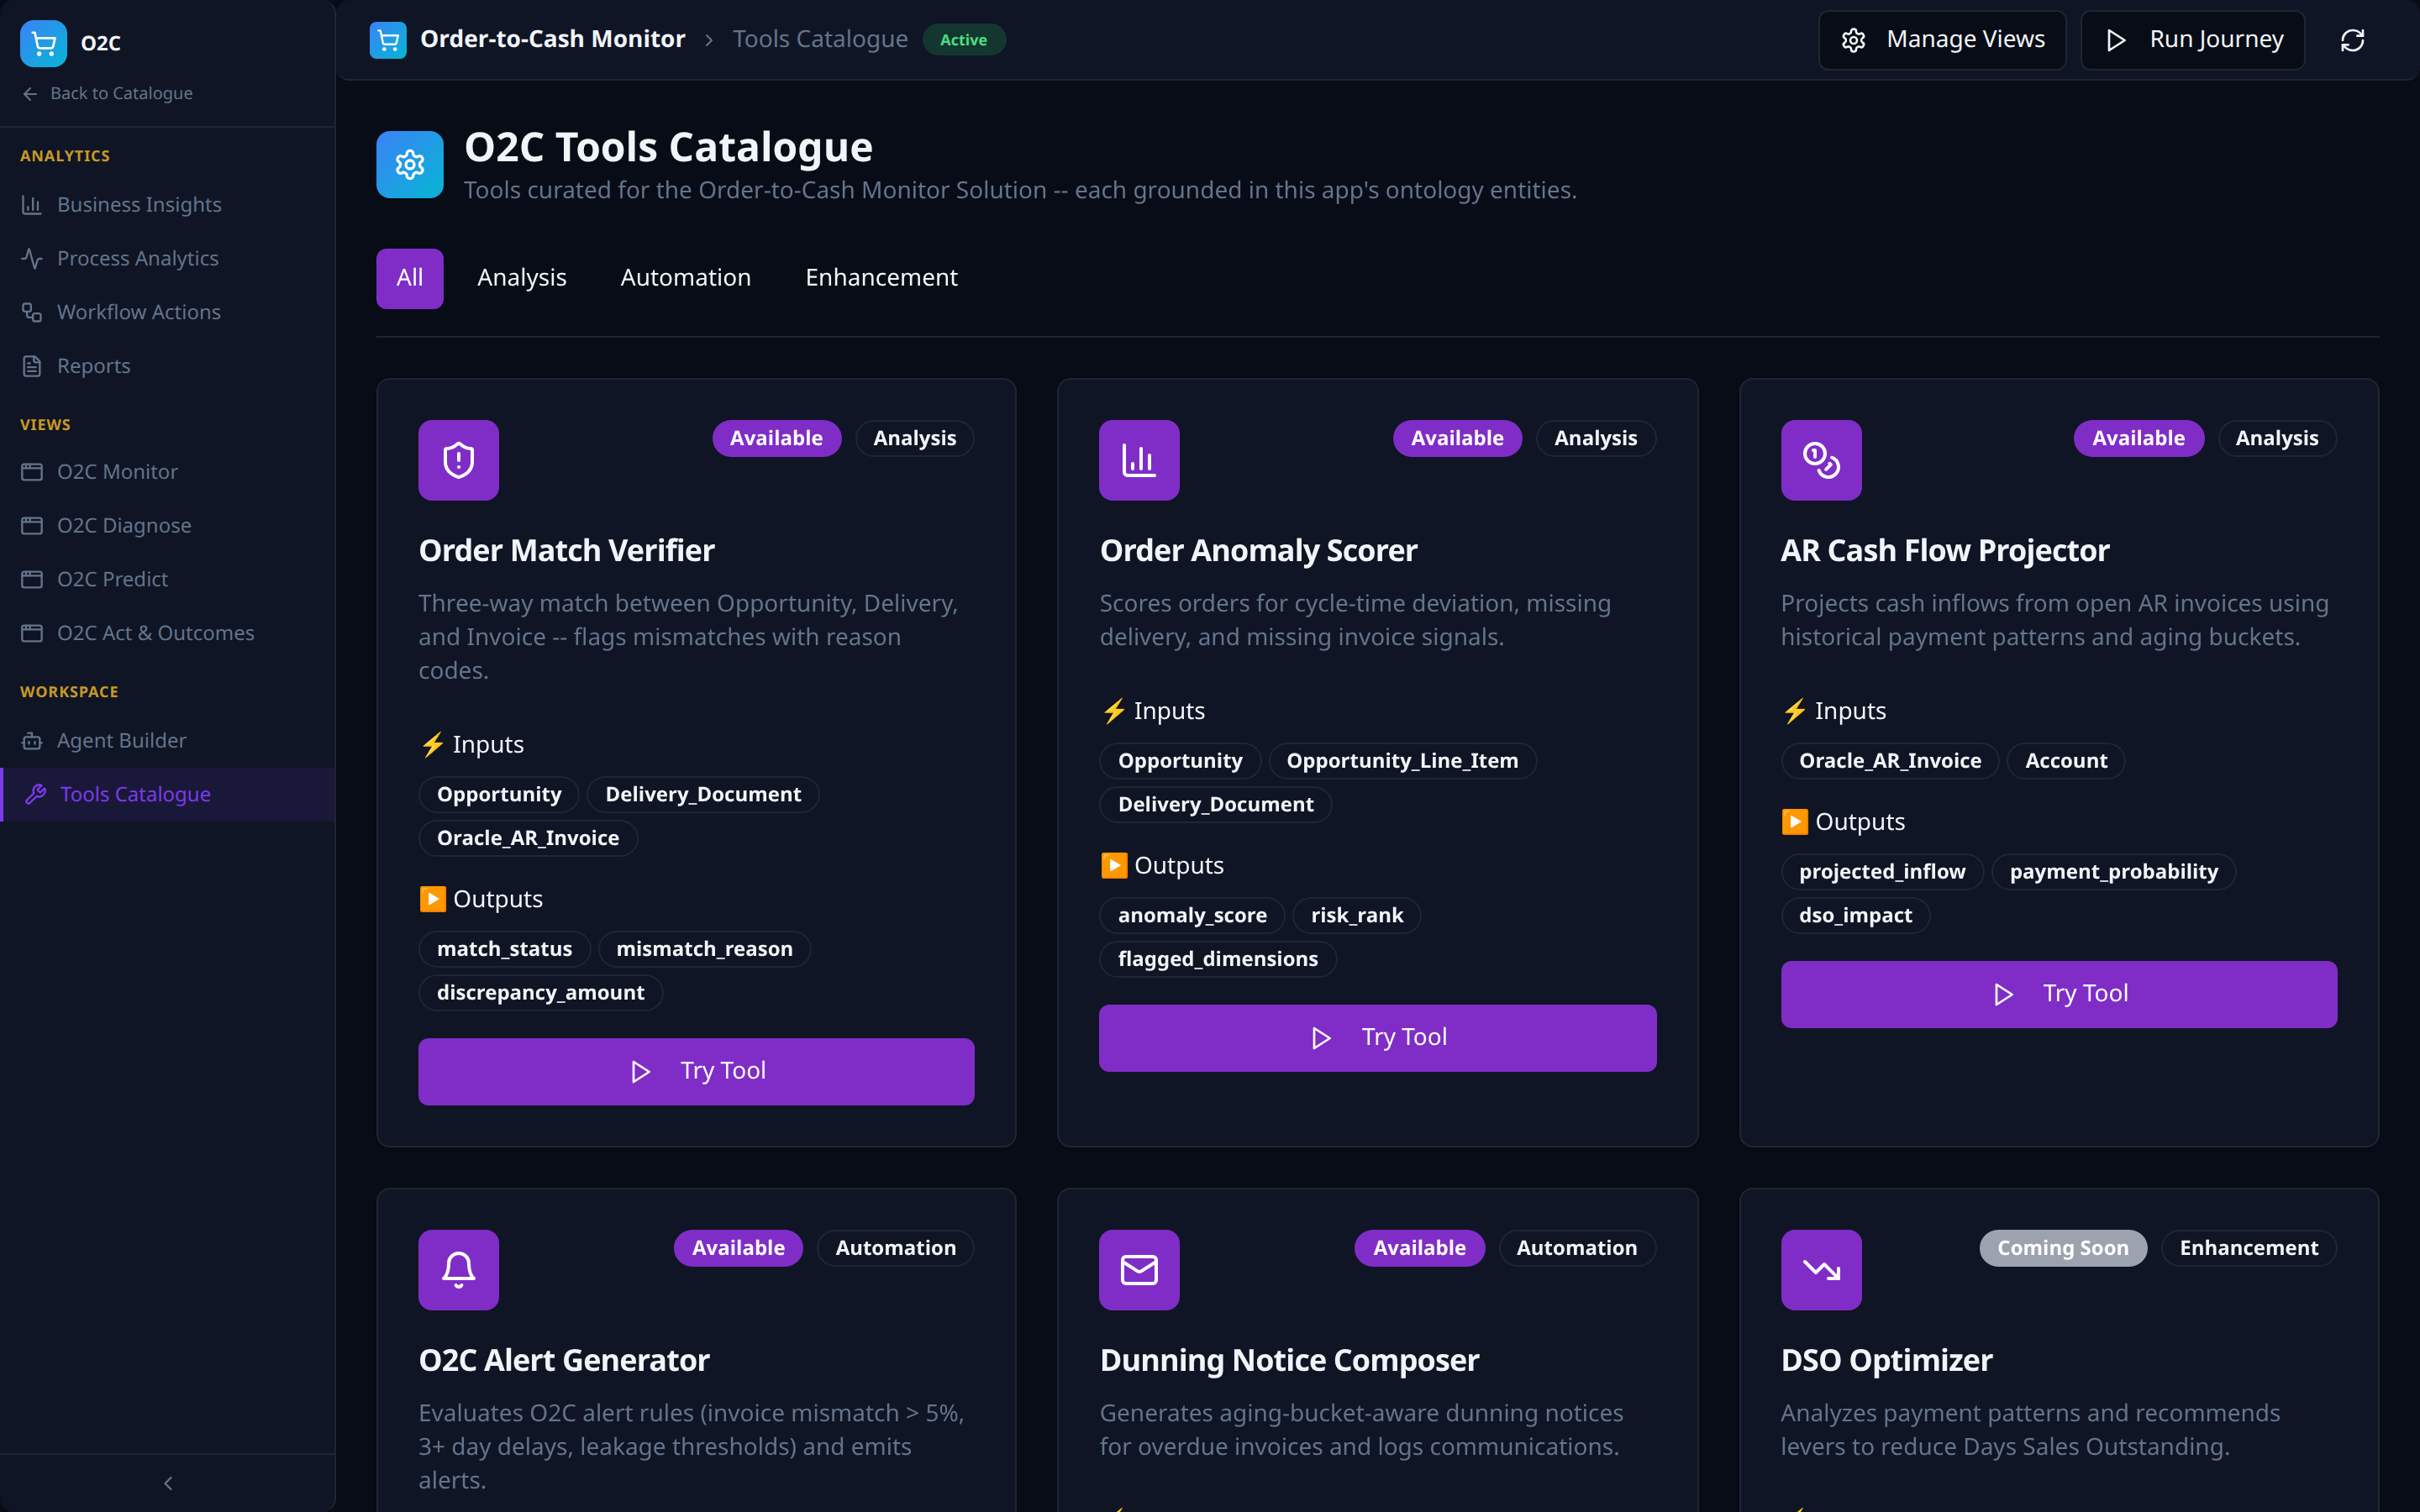 O2C
Back to Catalogue
ANALYTICS
Business Insights
Process Analytics
Workflow Actions
Reports
VIEWS
O2C Monitor
O2C Diagnose
O2C Predict
O2C Act & Outcomes
WORKSPACE
Agent Builder
Tools Catalogue
Order-to-Cash Monitor > Tools Catalogue Active
Manage Views
Run Journey
O2C Tools Catalogue
Tools curated for the Order-to-Cash Monitor Solution -- each grounded in this app's ontology entities.
All Analysis Automation Enhancement
Available Analysis
Order Match Verifier
Three-way match between Opportunity, Delivery,
and Invoice -- flags mismatches with reason
codes.
⚡ Inputs
Opportunity Delivery_Document
Oracle_AR_Invoice
▶️ Outputs
match_status mismatch_reason
discrepancy_amount
Try Tool
Available Analysis
Order Anomaly Scorer
Scores orders for cycle-time deviation, missing
delivery, and missing invoice signals.
⚡ Inputs
Opportunity Opportunity_Line_Item
Delivery_Document
▶️ Outputs
anomaly_score risk_rank
flagged_dimensions
Try Tool
Available Analysis
AR Cash Flow Projector
Projects cash inflows from open AR invoices using
historical payment patterns and aging buckets.
⚡ Inputs
Oracle_AR_Invoice Account
▶️ Outputs
projected_inflow payment_probability
dso_impact
Try Tool
Available Automation
O2C Alert Generator
Evaluates O2C alert rules (invoice mismatch > 5%,
3+ day delays, leakage thresholds) and emits
alerts.
Available Automation
Dunning Notice Composer
Generates aging-bucket-aware dunning notices
for overdue invoices and logs communications.
Coming Soon Enhancement
DSO Optimizer
Analyzes payment patterns and recommends
levers to reduce Days Sales Outstanding.